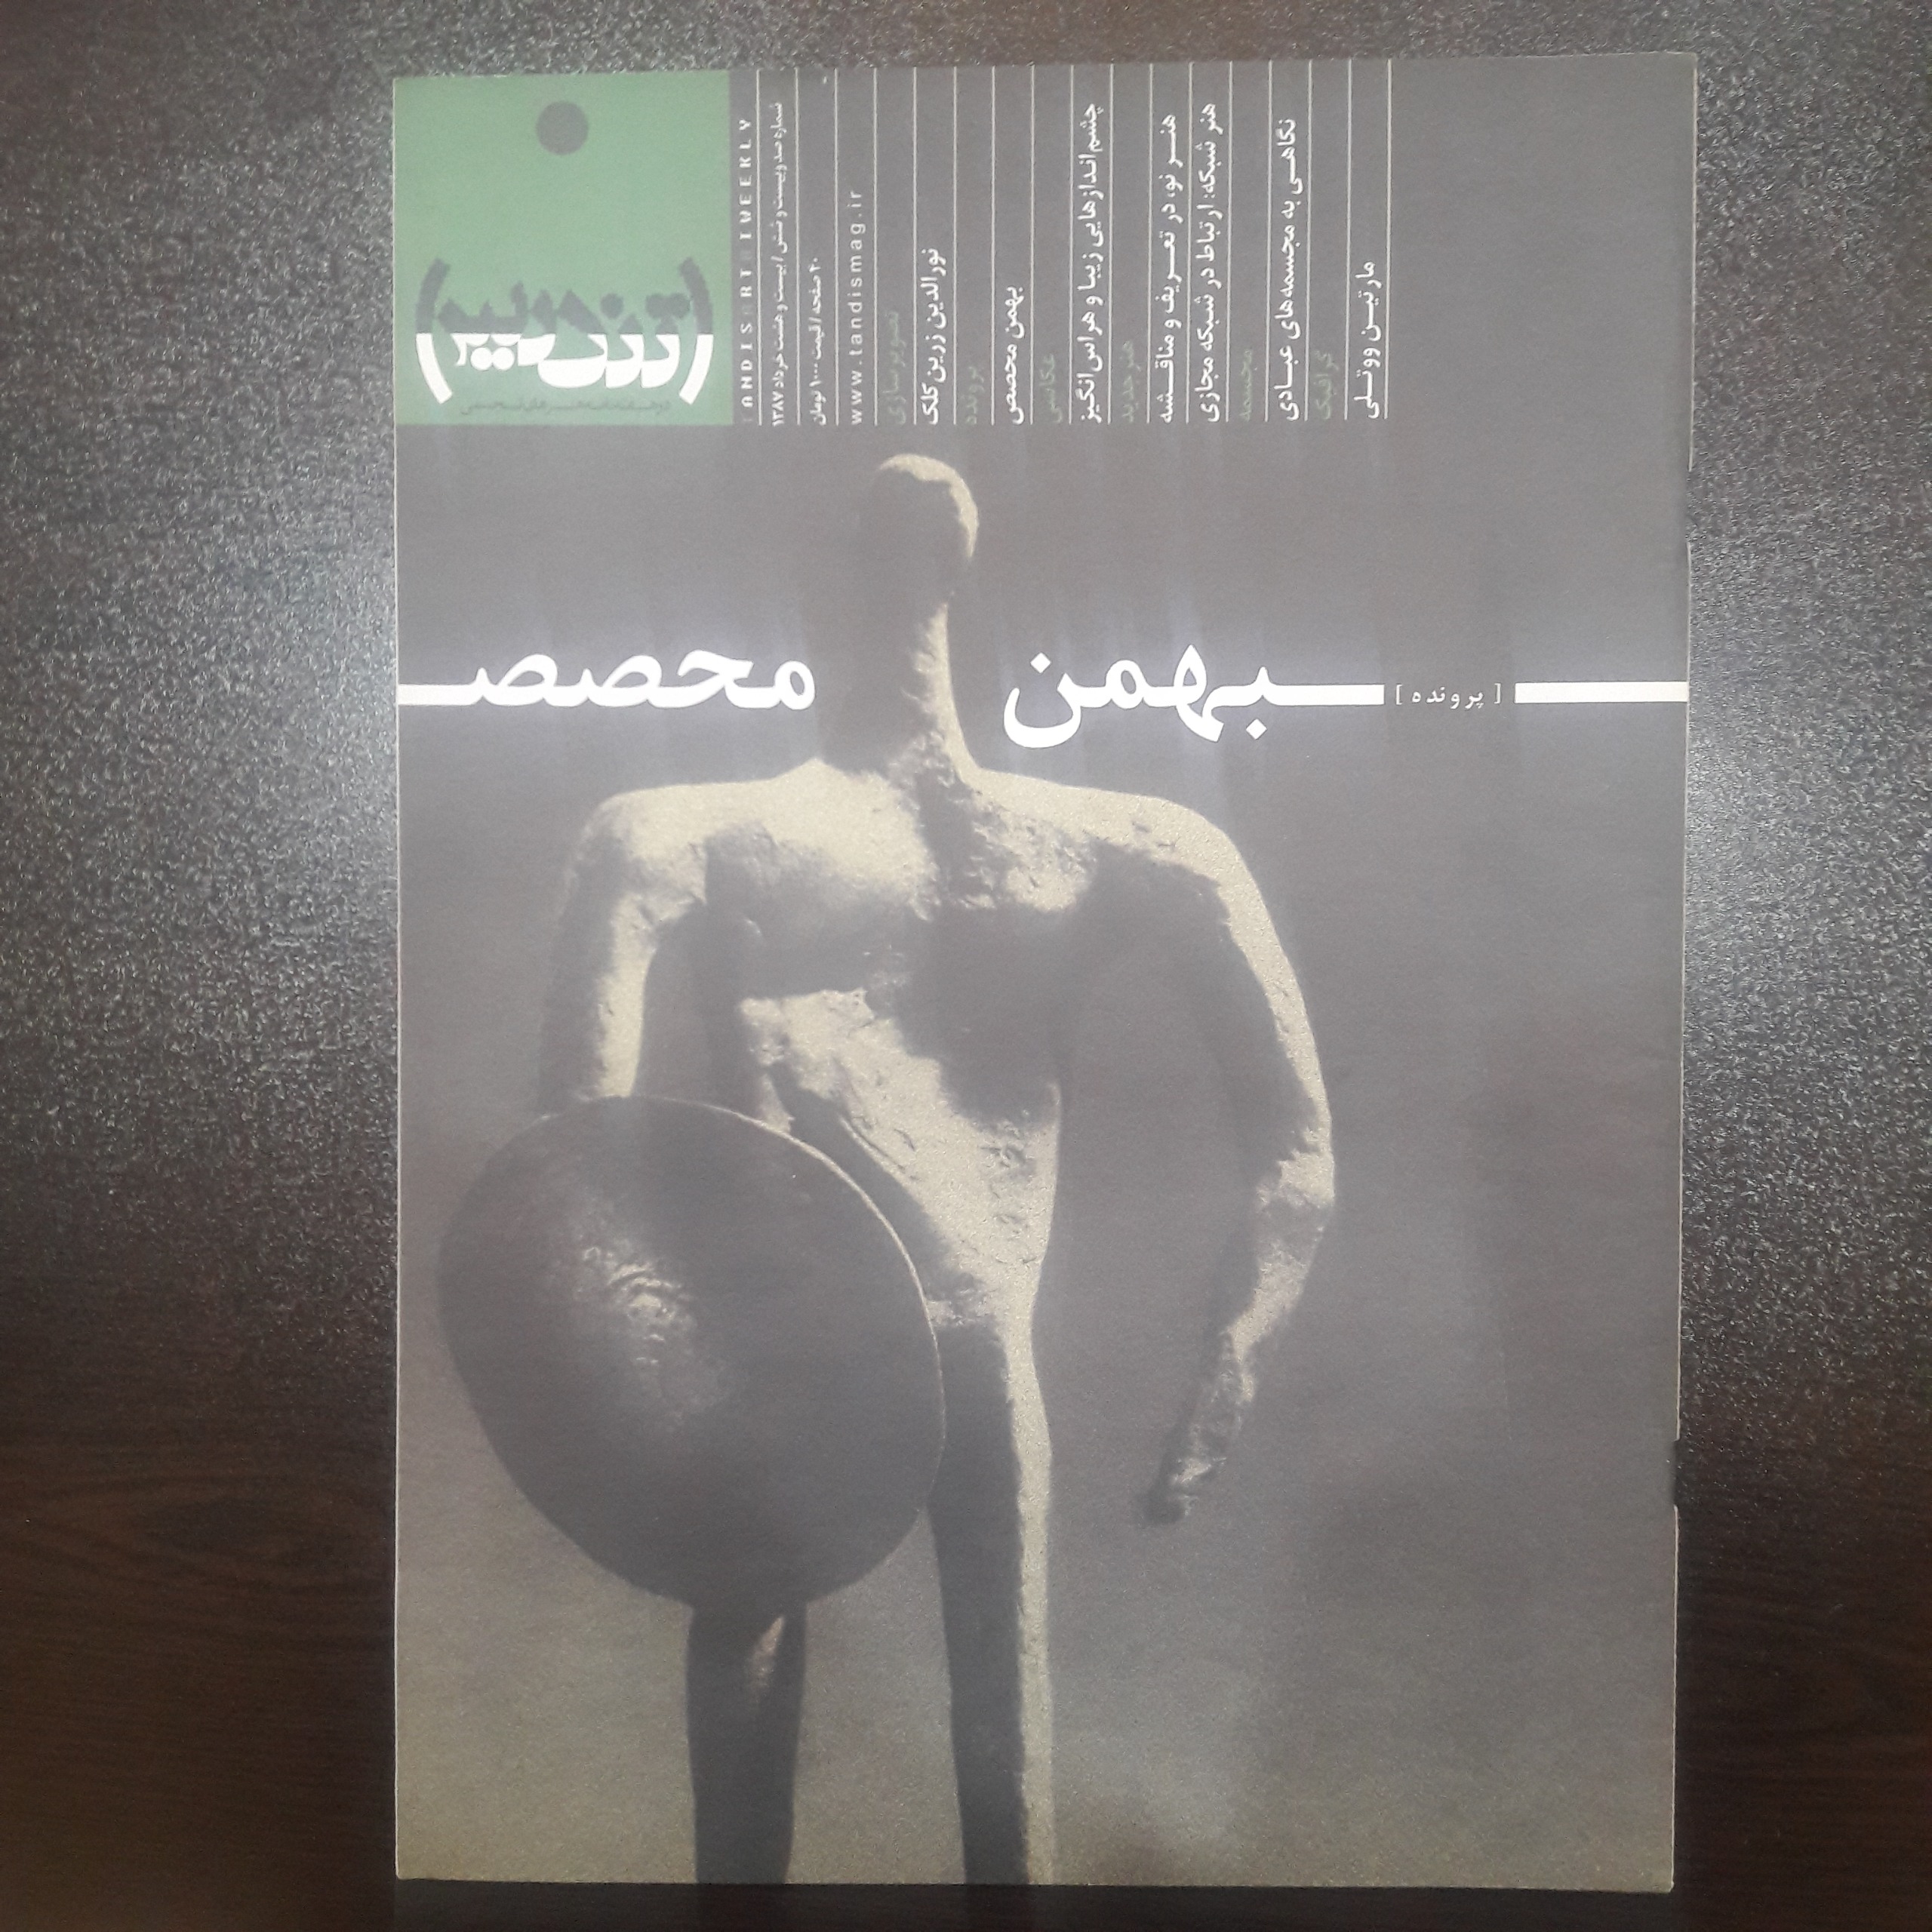 تندیس
دوهفته‌نامه هنرهای تجسمی
TANDIS ART BIWEEKLY
شماره صد و بیست و شش / بیست و هشت خرداد ۱۳۸۷
۴۰ صفحه / قیمت ۱۰۰۰ تومان
www.tandismag.ir
تصویرسازی
نورالدین زرین‌کلک
پرونده
بهمن محصص
عکاسی
چشم‌اندازهایی زیبا و هراس‌انگیز
هنر جدید
هنر نو، در تعریف و مناقشه
هنر شبکه: ارتباط در شبکه مجازی
مجسمه
نگاهی به مجسمه‌های عبادی
گرافیک
مارتین ووتلی
[ پرونده ] بهمن محصص